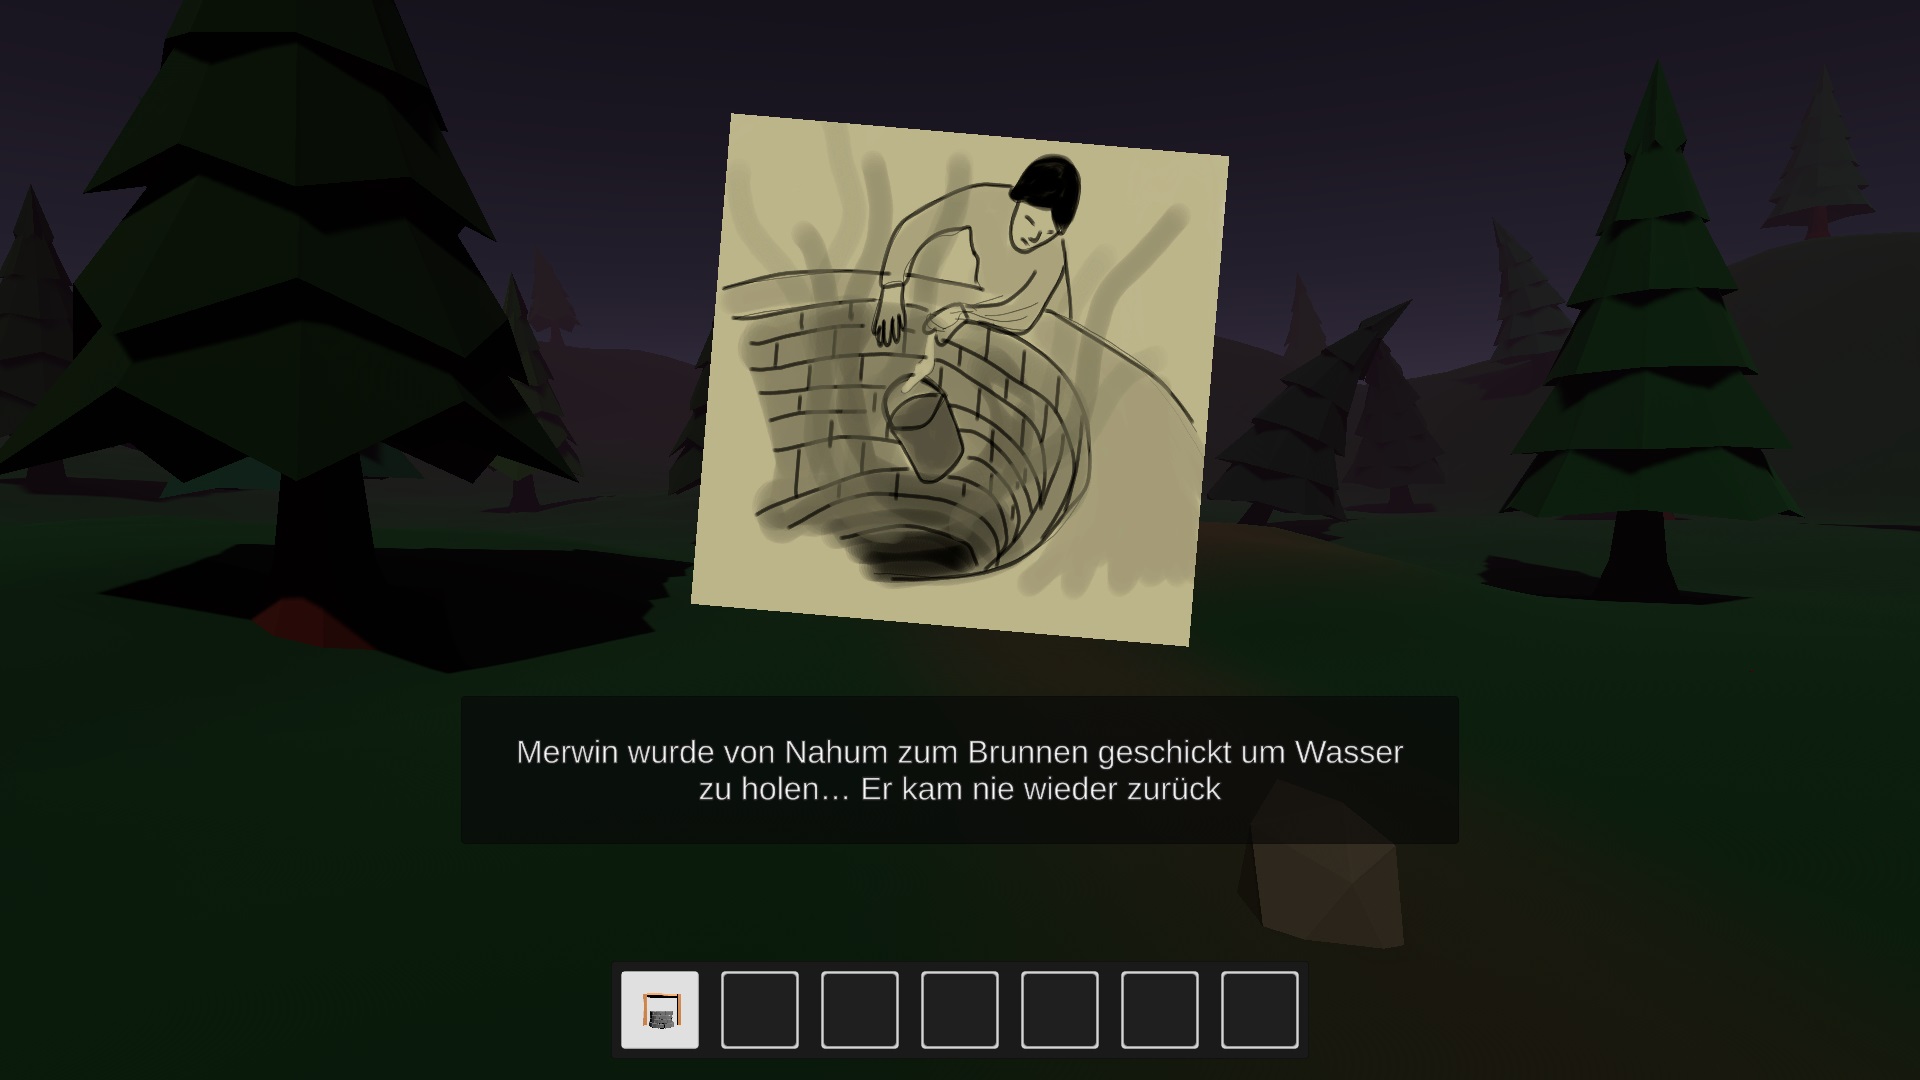 Merwin wurde von Nahum zum Brunnen geschickt um Wasser
zu holen... Er kam nie wieder zurück